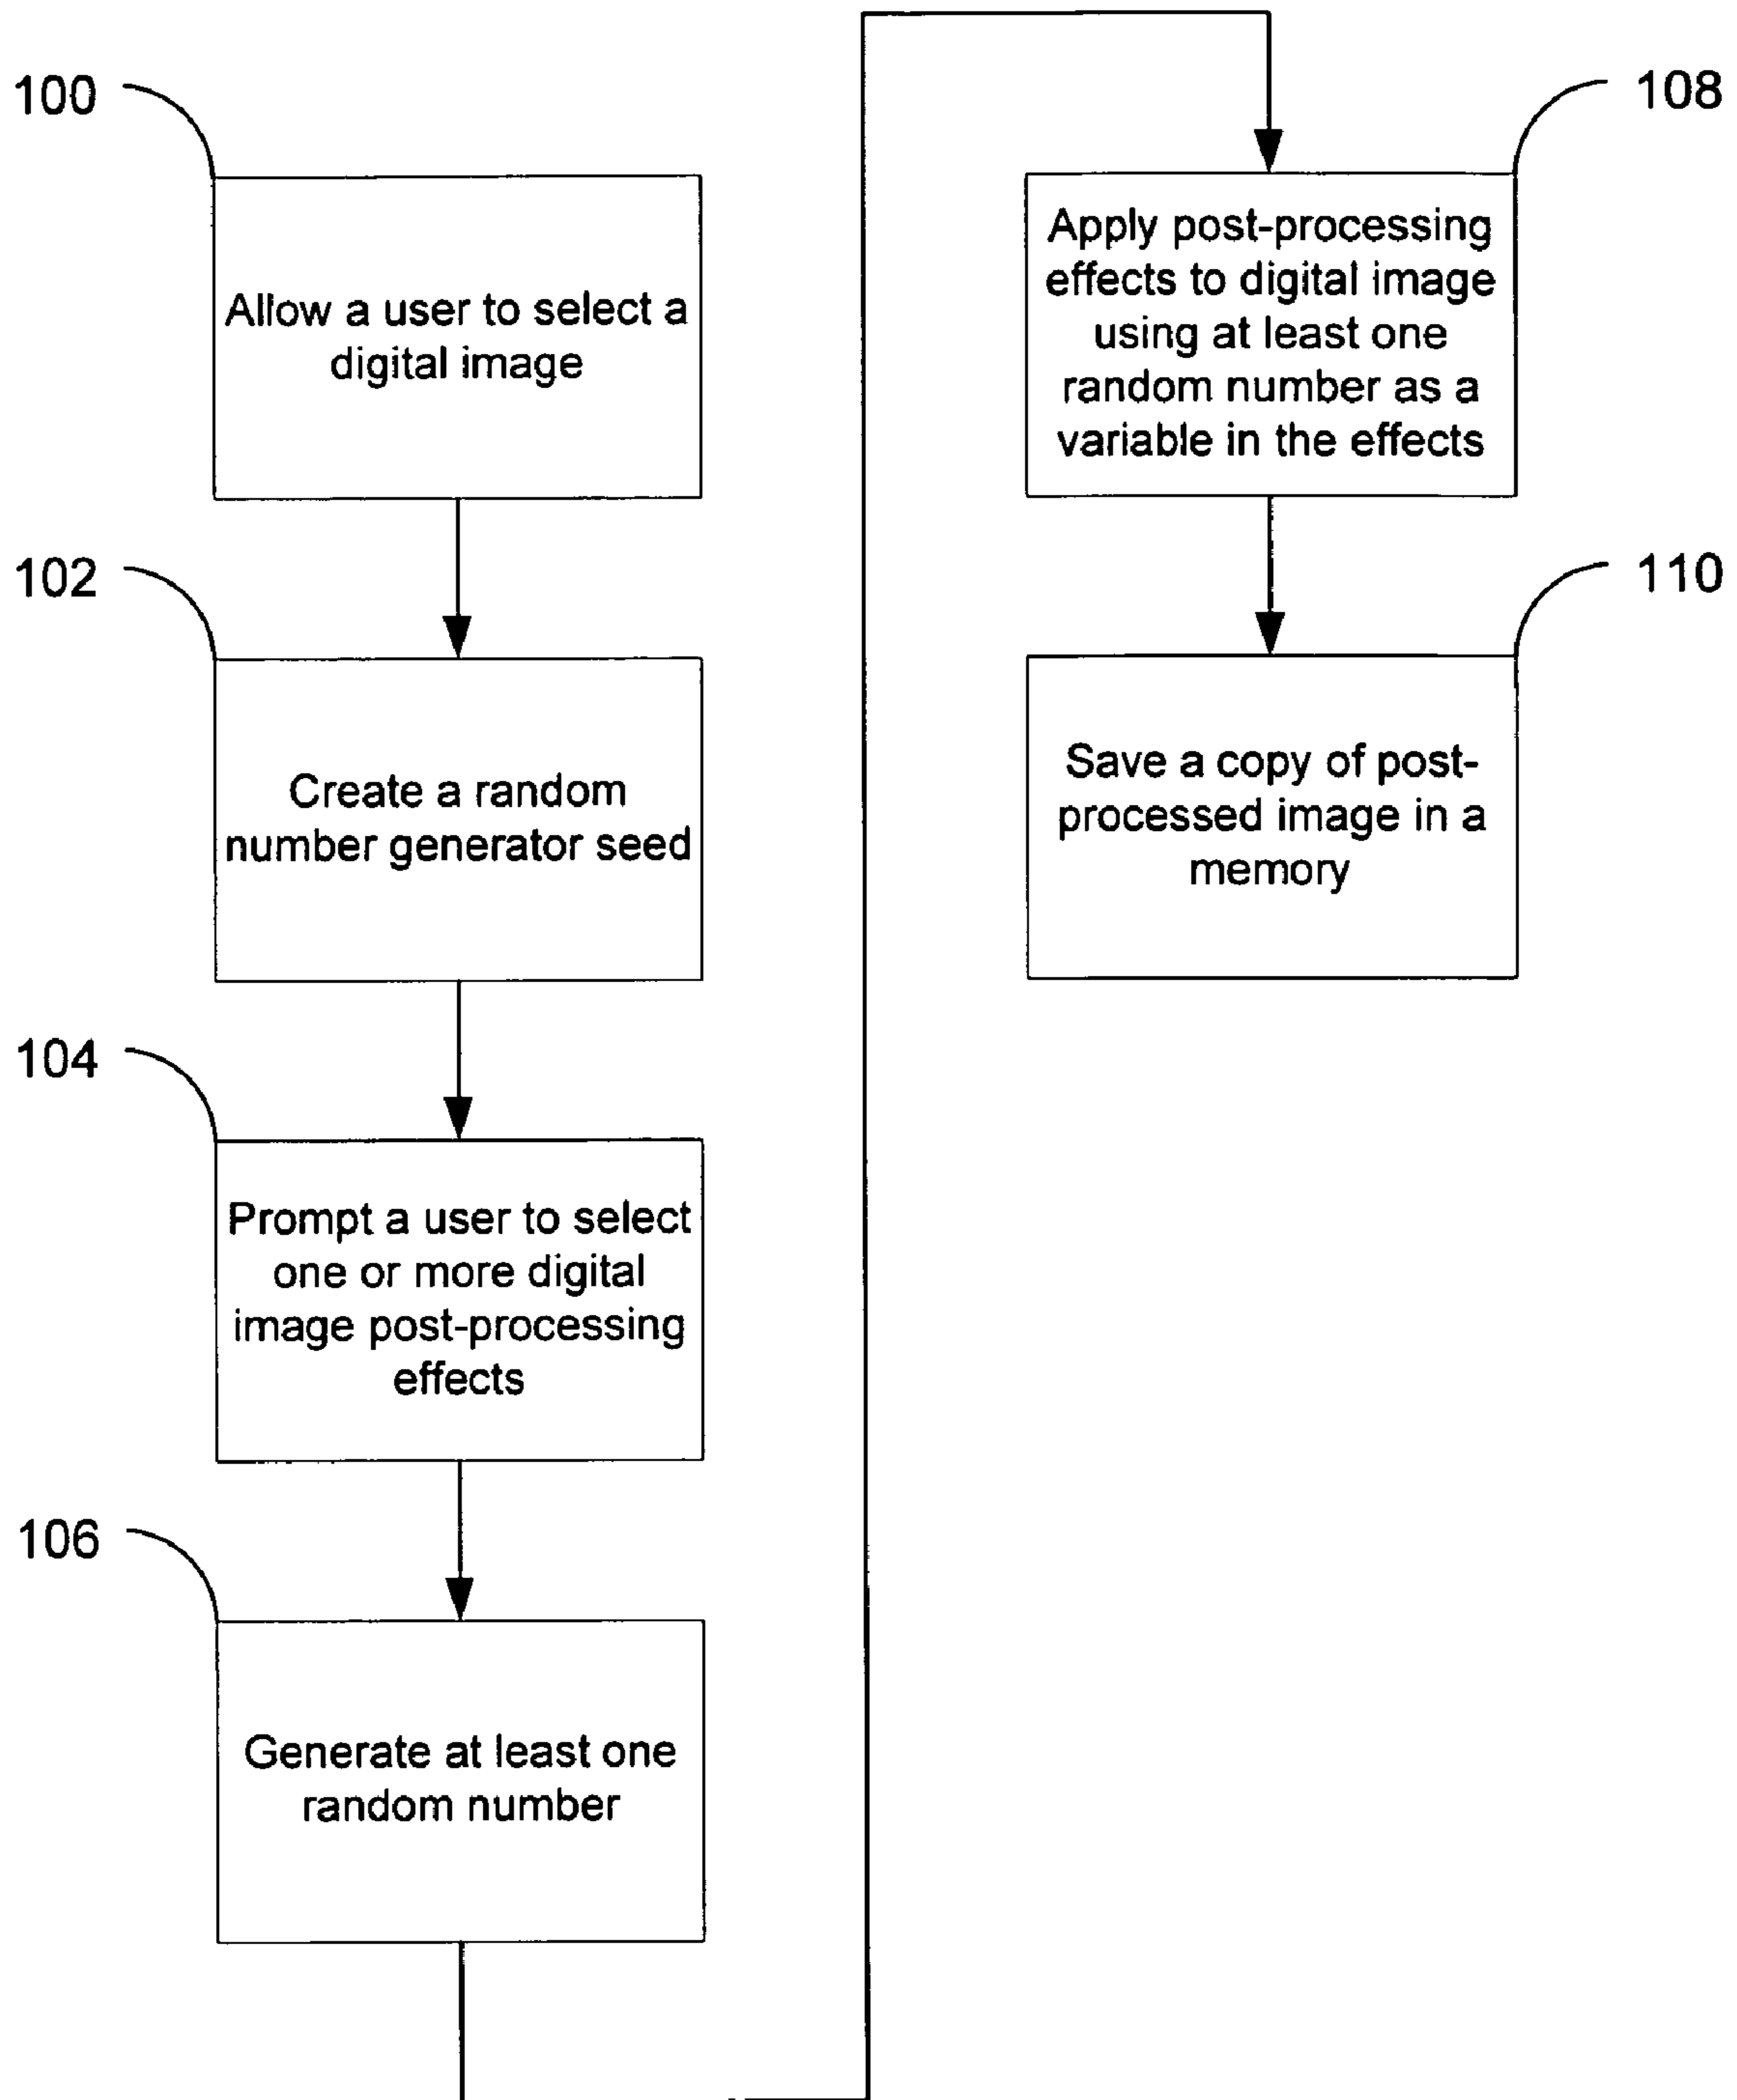 100
Allow a user to select a
digital image
102
Create a random
number generator seed
104
Prompt a user to select
one or more digital
image post-processing
effects
106
Generate at least one
random number
108
Apply post-processing
effects to digital image
using at least one
random number as a
variable in the effects
110
Save a copy of post-
processed image in a
memory